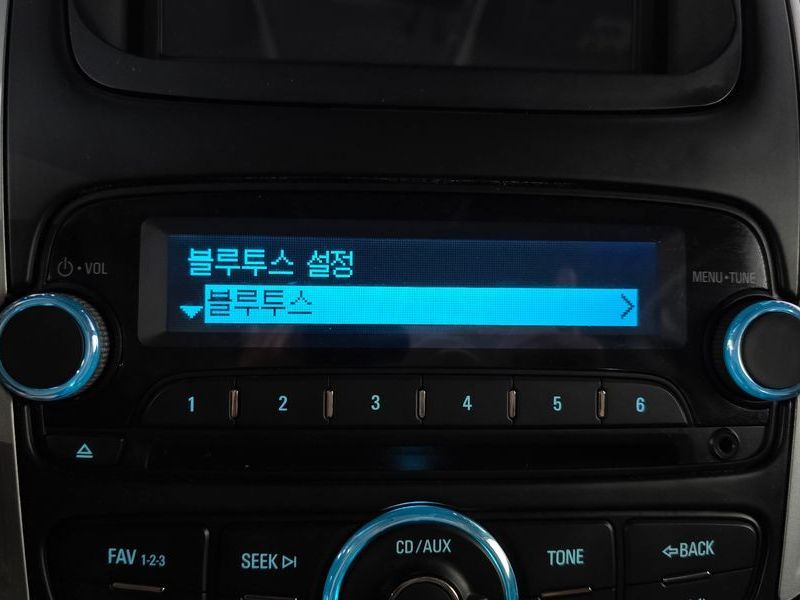 블루투스 설정
블루투스
VOL
MENU•TUNE
1 2 3 4 5 6
FAV 1-2-3
SEEK
CD/AUX
TONE
BACK